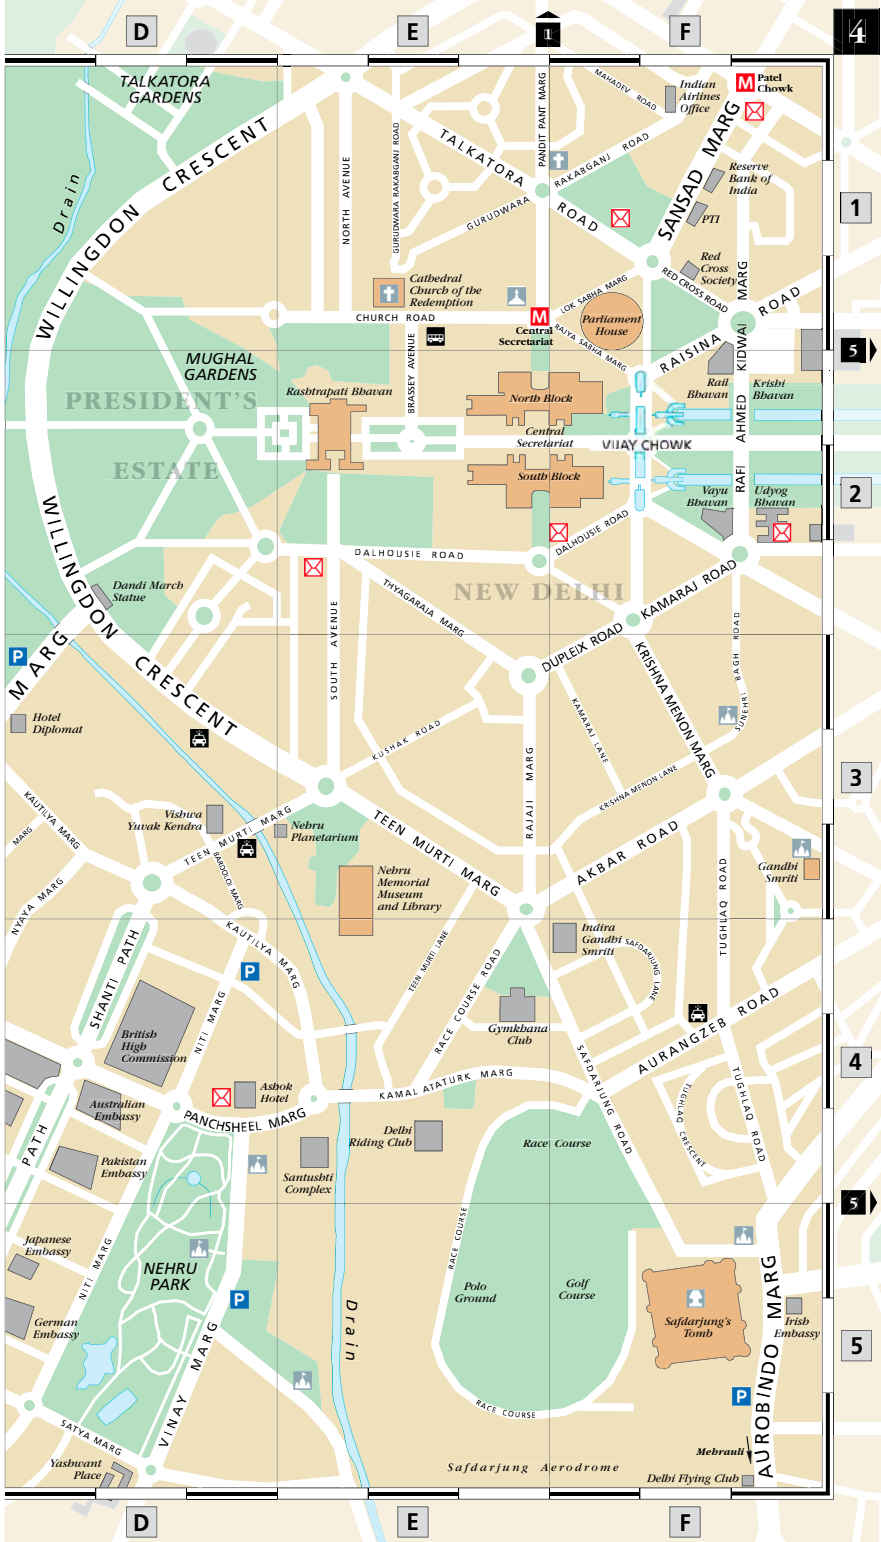 D
E
1
F
4
TALKATORA
GARDENS
MAHADEV ROAD
Indian
Airlines
Office
M
Patel
Chowk
WILLINGDON CRESCENT
Drain
NORTH AVENUE
GURUDWARA RAKABGANJ ROAD
TALKATORA ROAD
PANDIT PANT MARG
GURUDWARA RAKABGANJ ROAD
SANSAD MARG
Reserve
Bank of
India
PTI
1
Red
Cross
Society
RED CROSS ROAD
Cathedral
Church of the
Redemption
CHURCH ROAD
M
Central
Secretariat
LOK SABHA MARG
Parliament
House
RAJYA SABHA MARG
RAISINA ROAD
RAFI AHMED KIDWAI MARG
5
MUGHAL
GARDENS
BRASSEY AVENUE
Rashtrapati Bhavan
Rail
Bhavan
Krishi
Bhavan
PRESIDENT'S
ESTATE
North Block
Central
Secretariat
VIJAY CHOWK
South Block
Vayu
Bhavan
Udyog
Bhavan
2
WILLINGDON CRESCENT
DALHOUSIE ROAD
DALHOUSIE ROAD
Dandi March
Statue
THYAGARAJA MARG
NEW DELHI
SOUTH AVENUE
DUPLEIX ROAD
KAMARAJ ROAD
P
MARG
KRISHNA MENON MARG
SUNEHRI BAGH ROAD
Hotel
Diplomat
KUSHAK ROAD
KAMARAJ LANE
RAJAJI MARG
KRISHNA MENON LANE
3
KAUTILYA MARG
Vishwa
Yuvak Kendra
TEEN MURTI MARG
Nehru
Planetarium
TEEN MURTI MARG
AKBAR ROAD
MARG
BARDOLOI MARG
Nehru
Memorial
Museum
and Library
TUGHLAQ ROAD
Gandhi
Smriti
NYAYA MARG
KAUTILYA MARG
SHANTI PATH
P
TEEN MURTI LANE
RACE COURSE ROAD
Indira
Gandhi
Smriti
SAFDARJUNG LANE
British
High
Commission
NITI MARG
Gymkhana
Club
AURANGZEB ROAD
4
Australian
Embassy
Ashok
Hotel
KAMAL ATATURK MARG
SAFDARJUNG ROAD
TUGHLAQ CRESCENT
TUGHLAQ ROAD
PANCHSHEEL MARG
Delhi
Riding Club
Race Course
PATH
Pakistan
Embassy
Santushti
Complex
5
Japanese
Embassy
NITI MARG
NEHRU
PARK
RACE COURSE
Polo
Ground
Golf
Course
P
Safdarjung's
Tomb
AUROBINDO MARG
Irish
Embassy
German
Embassy
VINAY MARG
Drain
5
P
RACE COURSE
SATYA MARG
Yashwant
Place
Mehrauli
Safdarjung Aerodrome
Delhi Flying Club
D
E
F